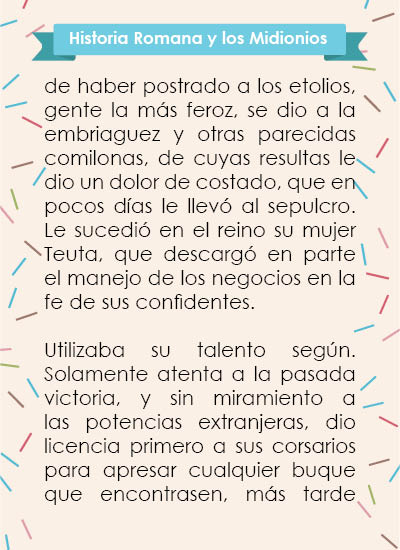 Historia Romana y los Midionios
de haber postrado a los etolios,
gente la más feroz, se dio a la
embriaguez y otras parecidas
comilonas, de cuyas resultas le
dio un dolor de costado, que en
pocos días le llevó al sepulcro.
Le sucedió en el reino su mujer
Teuta, que descargó en parte
el manejo de los negocios en la
fe de sus confidentes.
Utilizaba su talento según.
Solamente atenta a la pasada
victoria, y sin miramiento a
las potencias extranjeras, dio
licencia primero a sus corsarios
para apresar cualquier buque
que encontrasen, más tarde